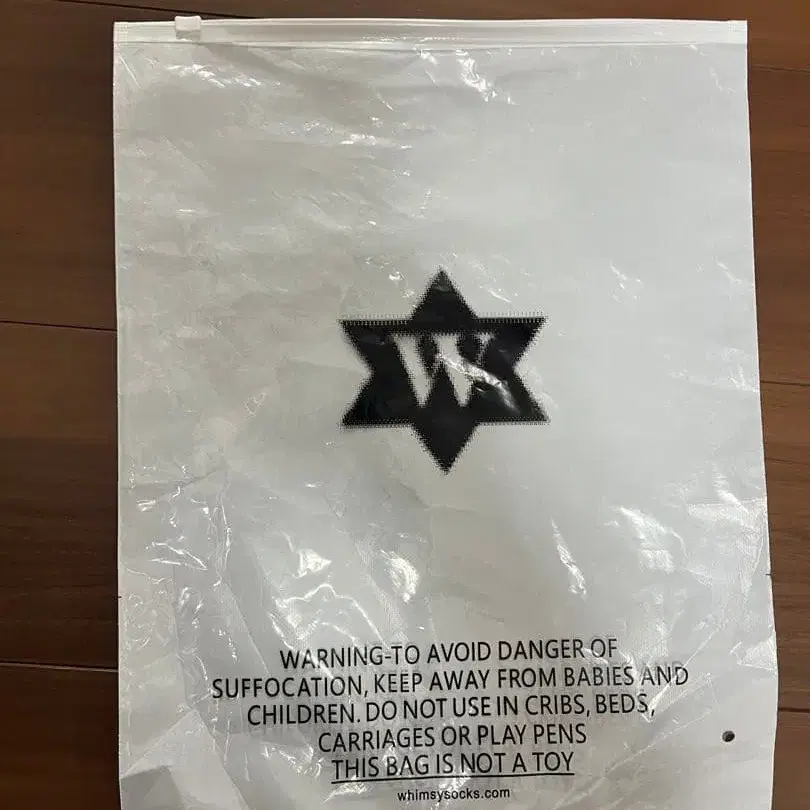 W
WARNING-TO AVOID DANGER OF
SUFFOCATION, KEEP AWAY FROM BABIES AND
CHILDREN. DO NOT USE IN CRIBS, BEDS,
CARRIAGES OR PLAY PENS
THIS BAG IS NOT A TOY
whimsysocks.com